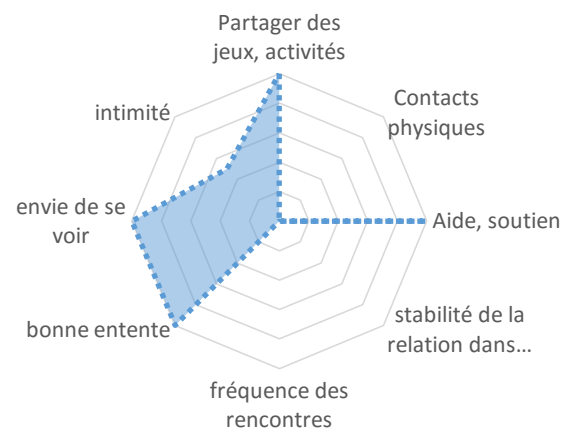 Partager des
jeux, activités
Contacts
physiques
Aide, soutien
stabilité de la
relation dans...
fréquence des
rencontres
bonne entente
envie de se
voir
intimité